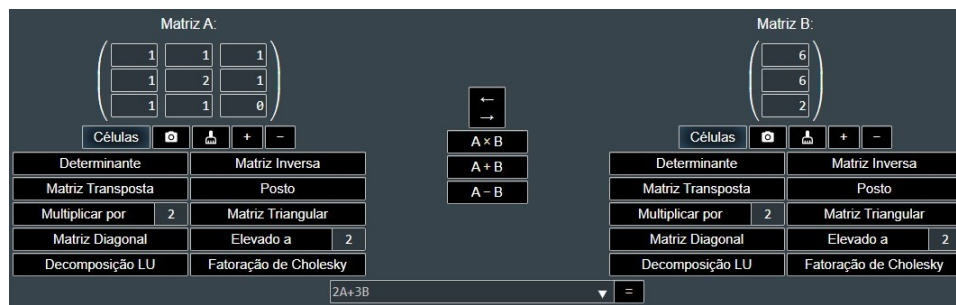 Matriz A:
1 1 1
1 2 1
1 1 0
Células + −
Determinante Matriz Inversa
Matriz Transposta Posto
Multiplicar por 2 Matriz Triangular
Matriz Diagonal Elevado a 2
Decomposição LU Fatoração de Cholesky
←
→
A × B
A + B
A − B
Matriz B:
6
6
2
Células + −
Determinante Matriz Inversa
Matriz Transposta Posto
Multiplicar por 2 Matriz Triangular
Matriz Diagonal Elevado a 2
Decomposição LU Fatoração de Cholesky
2A+3B ▼ =